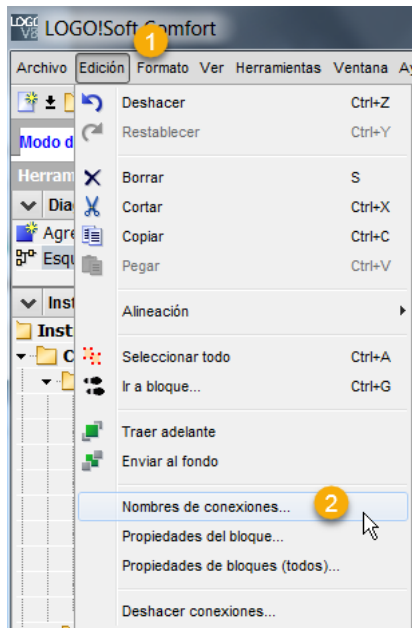 LOGO!Soft Comfort
1
Archivo Edición Formato Ver Herramientas Ventana
Deshacer Ctrl+Z
Restablecer Ctrl+Y
Modo d
Herram
Borrar S
Dia
Cortar Ctrl+X
Agre
Copiar Ctrl+C
Esqu
Pegar Ctrl+V
Inst
Alineación
Inst
C
Seleccionar todo Ctrl+A
Ir a bloque... Ctrl+G
Traer adelante
Enviar al fondo
Nombres de conexiones... 2
Propiedades del bloque...
Propiedades de bloques (todos)...
Deshacer conexiones...